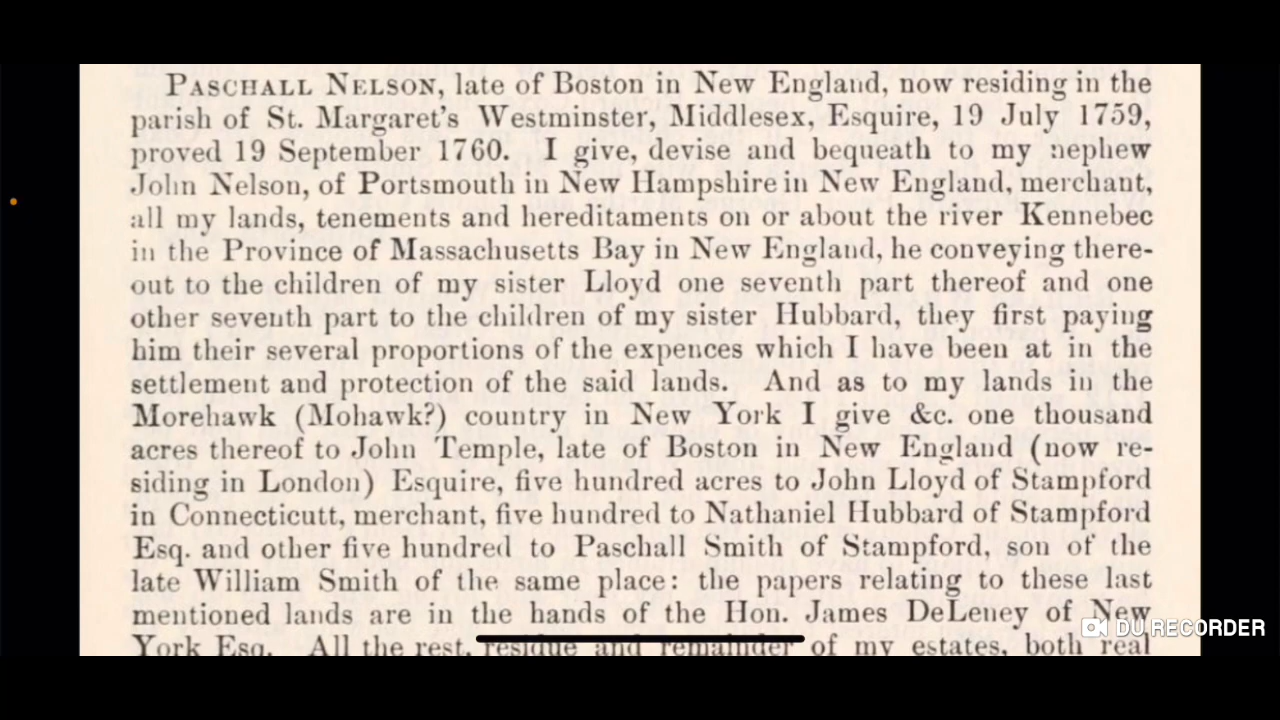 PASCHALL NELSON, late of Boston in New England, now residing in the
parish of St. Margaret's Westminster, Middlesex, Esquire, 19 July 1759,
proved 19 September 1760. I give, devise and bequeath to my nephew
John Nelson, of Portsmouth in New Hampshire in New England, merchant,
all my lands, tenements and hereditaments on or about the river Kennebec
in the Province of Massachusetts Bay in New England, he conveying there-
out to the children of my sister Lloyd one seventh part thereof and one
other seventh part to the children of my sister Hubbard, they first paying
him their several proportions of the expences which I have been at in the
settlement and protection of the said lands. And as to my lands in the
Morehawk (Mohawk?) country in New York I give &c. one thousand
acres thereof to John Temple, late of Boston in New England (now re-
siding in London) Esquire, five hundred acres to John Lloyd of Stampford
in Connecticutt, merchant, five hundred to Nathaniel Hubbard of Stampford
Esq. and other five hundred to Paschall Smith of Stampford, son of the
late William Smith of the same place: the papers relating to these last
mentioned lands are in the hands of the Hon. James DeLeney of New
York Esq. All the rest, residue and remainder of my estates, both real
DU RECORDER